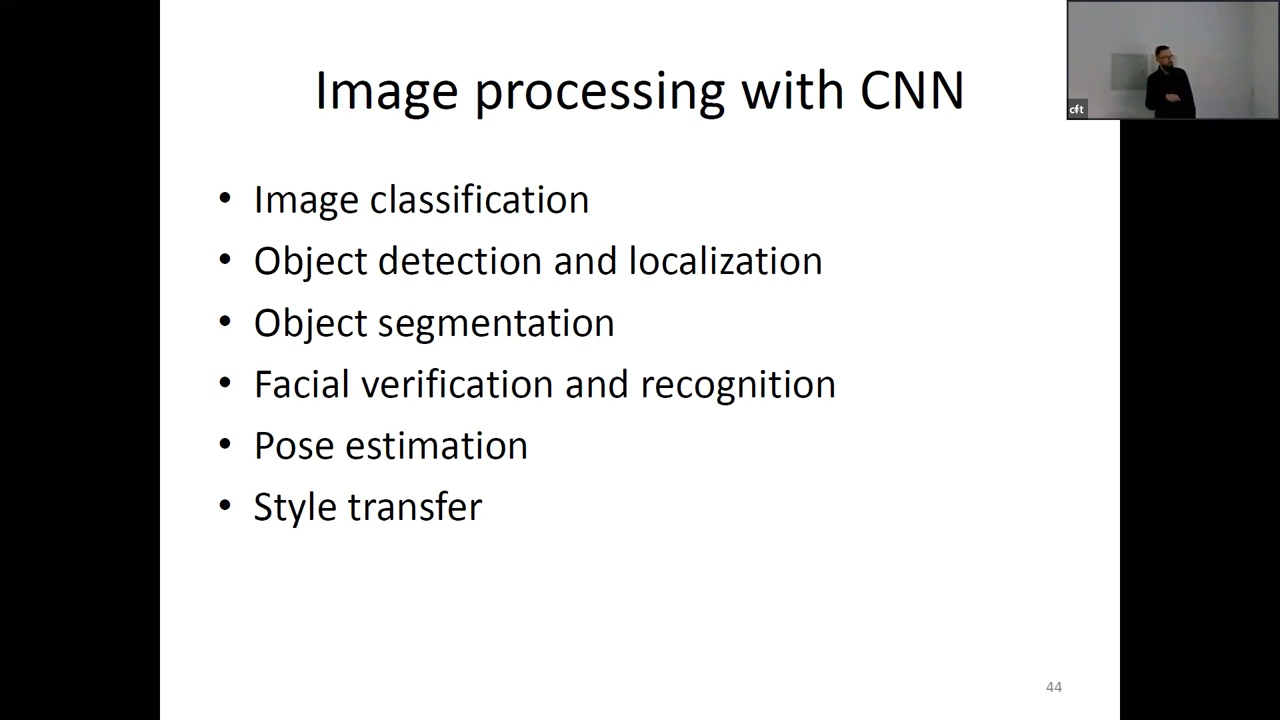 Image processing with CNN
cft
• Image classification
• Object detection and localization
• Object segmentation
• Facial verification and recognition
• Pose estimation
• Style transfer
44